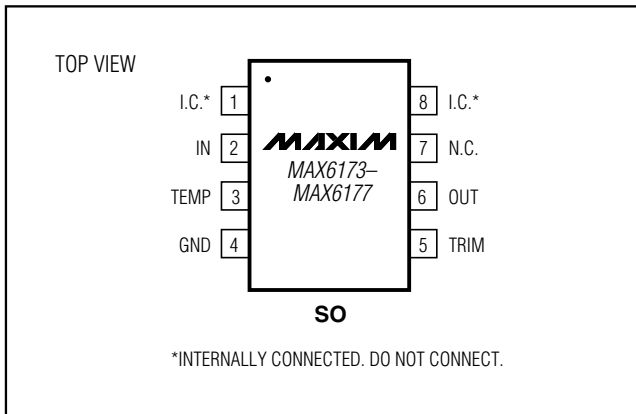 TOP VIEW
I.C.* 1
8 I.C.*
IN 2
MAXIM
7 N.C.
MAX6173–
MAX6177
TEMP 3
6 OUT
GND 4
5 TRIM
SO
*INTERNALLY CONNECTED. DO NOT CONNECT.